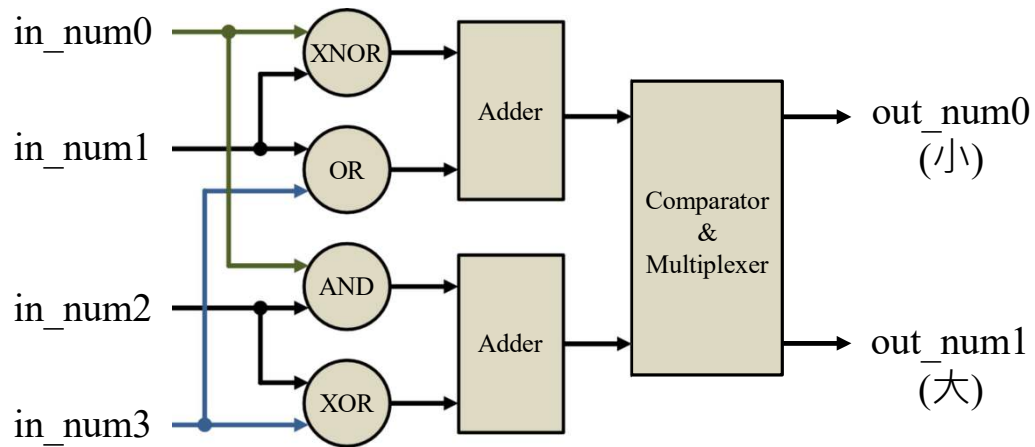 in_num0
in_num1
in_num2
in_num3
XNOR
OR
AND
XOR
Adder
Adder
Comparator
&
Multiplexer
out_num0
(小)
out_num1
(大)